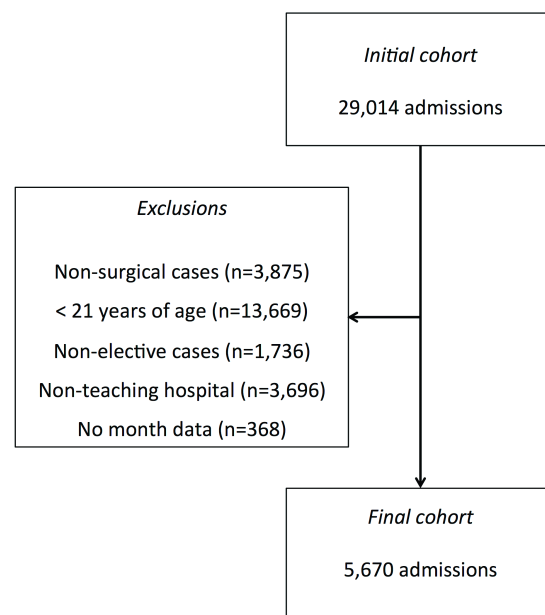 Initial cohort
29,014 admissions
Exclusions
Non-surgical cases (n=3,875)
< 21 years of age (n=13,669)
Non-elective cases (n=1,736)
Non-teaching hospital (n=3,696)
No month data (n=368)
Final cohort
5,670 admissions